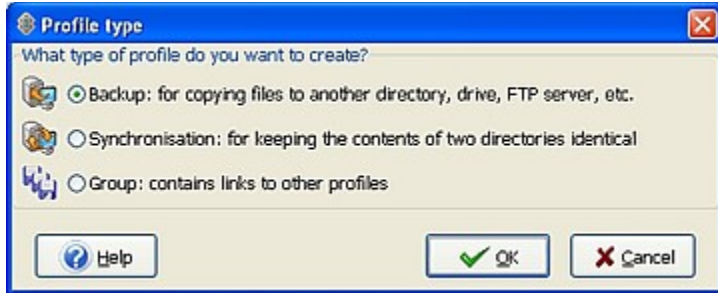 Profile type
What type of profile do you want to create?
Backup: for copying files to another directory, drive, FTP server, etc.
Synchronisation: for keeping the contents of two directories identical
Group: contains links to other profiles
Help OK Cancel